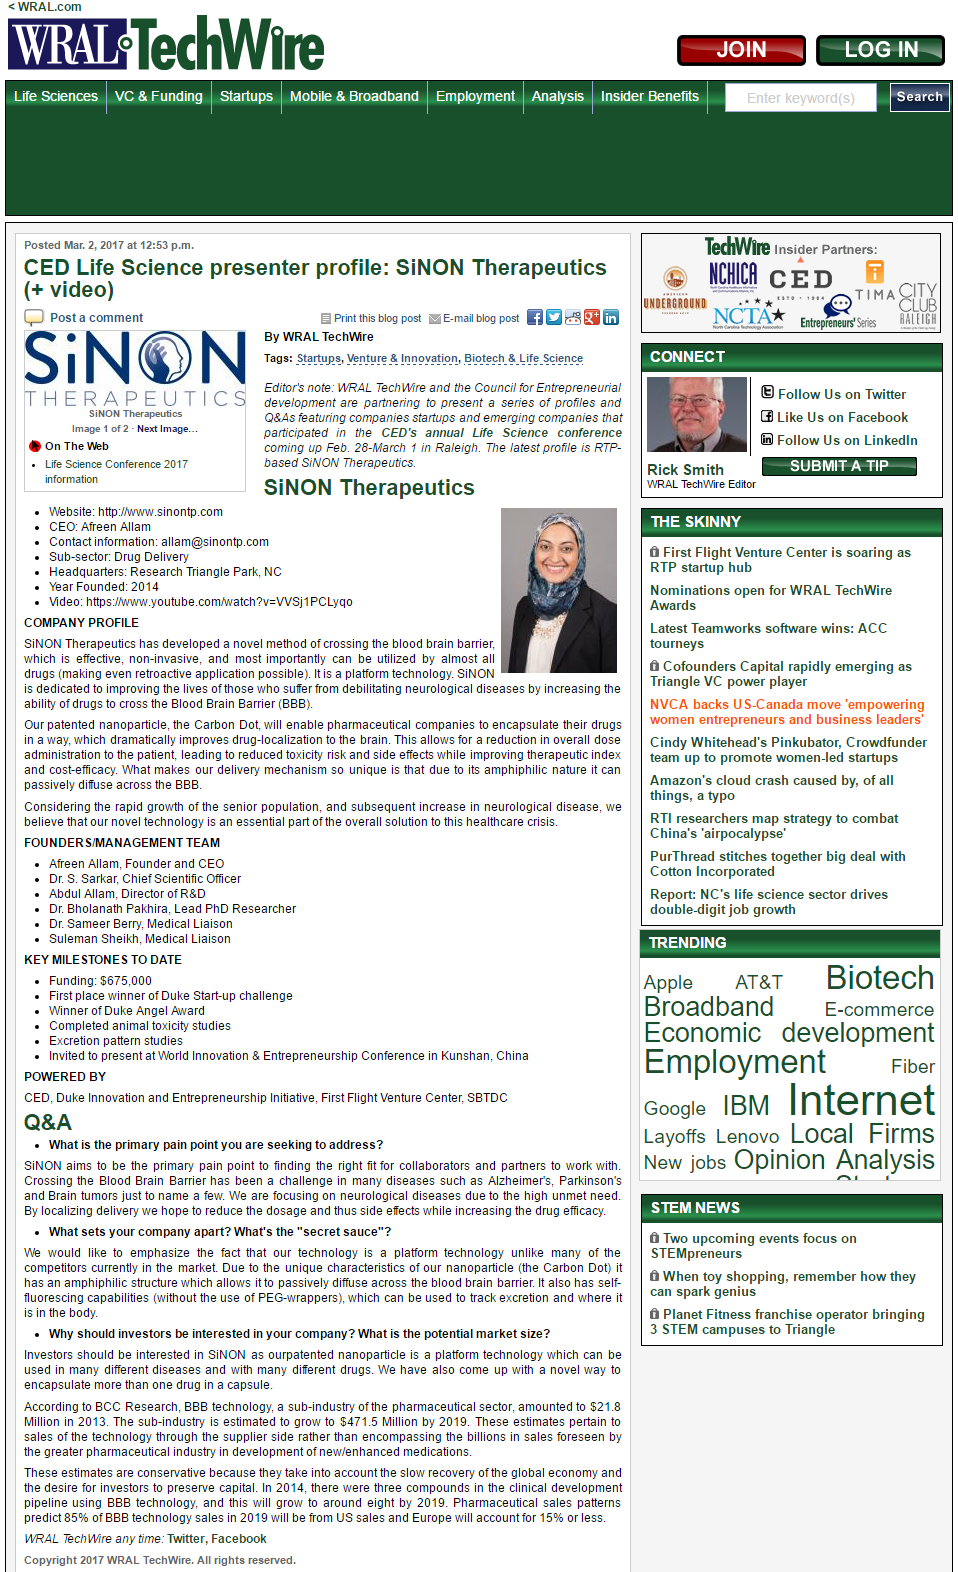 < WRAL.com
WRAL TechWire
JOIN
LOG IN
Life Sciences
VC & Funding
Startups
Mobile & Broadband
Employment
Analysis
Insider Benefits
Enter keyword(s)
Search
Posted Mar. 2, 2017 at 12:53 p.m.
CED Life Science presenter profile: SiNON Therapeutics
(+ video)
Post a comment
Print this blog post
E-mail blog post
SiNON
THERAPEUTICS
SiNON Therapeutics
Image 1 of 2 · Next Image...
On The Web
Life Science Conference 2017
information
By WRAL TechWire
Tags: Startups, Venture & Innovation, Biotech & Life Science
Editor's note: WRAL TechWire and the Council for Entrepreneurial
development are partnering to present a series of profiles and
Q&As featuring companies startups and emerging companies that
participated in the CED's annual Life Science conference
coming up Feb. 28-March 1 in Raleigh. The latest profile is RTP-
based SiNON Therapeutics.
SiNON Therapeutics
Website: http://www.sinontp.com
CEO: Afreen Allam
Contact information: allam@sinontp.com
Sub-sector: Drug Delivery
Headquarters: Research Triangle Park, NC
Year Founded: 2014
Video: https://www.youtube.com/watch?v=VVSj1PCLyqo
COMPANY PROFILE
SiNON Therapeutics has developed a novel method of crossing the blood brain barrier,
which is effective, non-invasive, and most importantly can be utilized by almost all
drugs (making even retroactive application possible). It is a platform technology. SiNON
is dedicated to improving the lives of those who suffer from debilitating neurological diseases by increasing the
ability of drugs to cross the Blood Brain Barrier (BBB).
Our patented nanoparticle, the Carbon Dot, will enable pharmaceutical companies to encapsulate their drugs
in a way, which dramatically improves drug-localization to the brain. This allows for a reduction in overall dose
administration to the patient, leading to reduced toxicity risk and side effects while improving therapeutic index
and cost-efficacy. What makes our delivery mechanism so unique is that due to its amphiphilic nature it can
passively diffuse across the BBB.
Considering the rapid growth of the senior population, and subsequent increase in neurological disease, we
believe that our novel technology is an essential part of the overall solution to this healthcare crisis.
FOUNDERS/MANAGEMENT TEAM
Afreen Allam, Founder and CEO
Dr. S. Sarkar, Chief Scientific Officer
Abdul Allam, Director of R&D
Dr. Bholanath Pakhira, Lead PhD Researcher
Dr. Sameer Berry, Medical Liaison
Suleman Sheikh, Medical Liaison
KEY MILESTONES TO DATE
Funding: $675,000
First place winner of Duke Start-up challenge
Winner of Duke Angel Award
Completed animal toxicity studies
Excretion pattern studies
Invited to present at World Innovation & Entrepreneurship Conference in Kunshan, China
POWERED BY
CED, Duke Innovation and Entrepreneurship Initiative, First Flight Venture Center, SBTDC
Q&A
What is the primary pain point you are seeking to address?
SiNON aims to be the primary pain point to finding the right fit for collaborators and partners to work with.
Crossing the Blood Brain Barrier has been a challenge in many diseases such as Alzheimer's, Parkinson's
and Brain tumors just to name a few. We are focusing on neurological diseases due to the high unmet need.
By localizing delivery we hope to reduce the dosage and thus side effects while increasing the drug efficacy.
What sets your company apart? What's the "secret sauce"?
We would like to emphasize the fact that our technology is a platform technology unlike many of the
competitors currently in the market. Due to the unique characteristics of our nanoparticle (the Carbon Dot) it
has an amphiphilic structure which allows it to passively diffuse across the blood brain barrier. It also has self-
fluorescing capabilities (without the use of PEG-wrappers), which can be used to track excretion and where it
is in the body.
Why should investors be interested in your company? What is the potential market size?
Investors should be interested in SiNON as ourpatented nanoparticle is a platform technology which can be
used in many different diseases and with many different drugs. We have also come up with a novel way to
encapsulate more than one drug in a capsule.
According to BCC Research, BBB technology, a sub-industry of the pharmaceutical sector, amounted to $21.8
Million in 2013. The sub-industry is estimated to grow to $471.5 Million by 2019. These estimates pertain to
sales of the technology through the supplier side rather than encompassing the billions in sales foreseen by
the greater pharmaceutical industry in development of new/enhanced medications.
These estimates are conservative because they take into account the slow recovery of the global economy and
the desire for investors to preserve capital. In 2014, there were three compounds in the clinical development
pipeline using BBB technology, and this will grow to around eight by 2019. Pharmaceutical sales patterns
predict 85% of BBB technology sales in 2019 will be from US sales and Europe will account for 15% or less.
WRAL TechWire any time: Twitter, Facebook
Copyright 2017 WRAL TechWire. All rights reserved.
TechWire Insider Partners:
AMERICAN
UNDERGROUND
NCHICA
CED
ESTD · 1984
TIMA
CITY
CLUB
RALEIGH
NCTA
North Carolina Technology Association
Entrepreneurs' Series
CONNECT
Follow Us on Twitter
Like Us on Facebook
Follow Us on LinkedIn
SUBMIT A TIP
Rick Smith
WRAL TechWire Editor
THE SKINNY
First Flight Venture Center is soaring as
RTP startup hub
Nominations open for WRAL TechWire
Awards
Latest Teamworks software wins: ACC
tourneys
Cofounders Capital rapidly emerging as
Triangle VC power player
NVCA backs US-Canada move 'empowering
women entrepreneurs and business leaders'
Cindy Whitehead's Pinkubator, Crowdfunder
team up to promote women-led startups
Amazon's cloud crash caused by, of all
things, a typo
RTI researchers map strategy to combat
China's 'airpocalypse'
PurThread stitches together big deal with
Cotton Incorporated
Report: NC's life science sector drives
double-digit job growth
TRENDING
Apple AT&T Biotech
Broadband E-commerce
Economic development
Employment Fiber
Google IBM Internet
Layoffs Lenovo Local Firms
New jobs Opinion Analysis
STEM NEWS
Two upcoming events focus on
STEMpreneurs
When toy shopping, remember how they
can spark genius
Planet Fitness franchise operator bringing
3 STEM campuses to Triangle